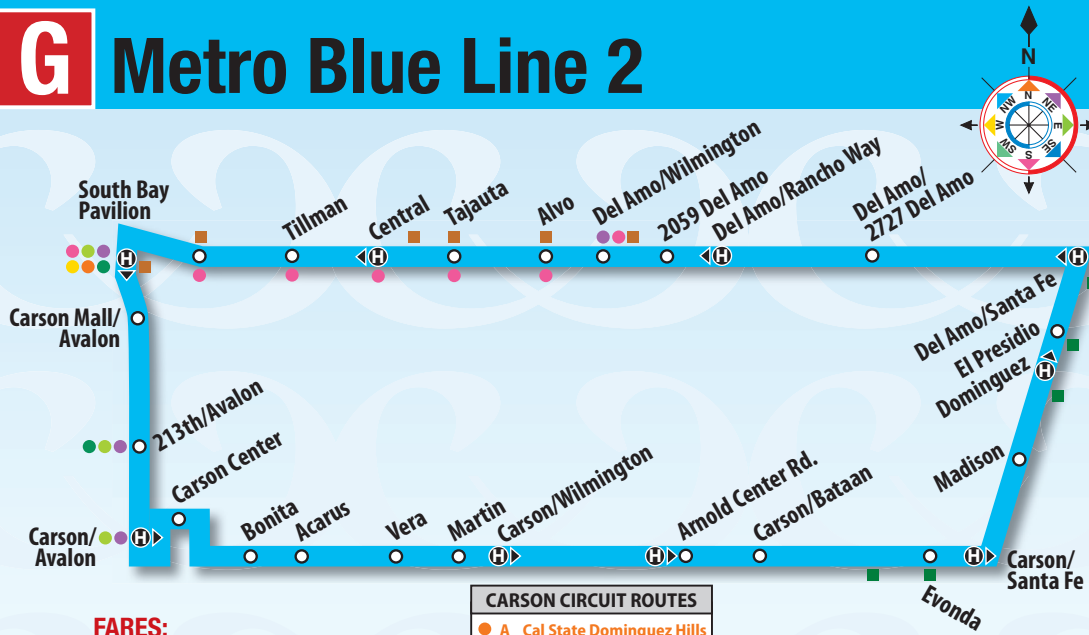 G Metro Blue Line 2
N
N
NE
E
SE
S
SW
W
NW
South Bay
Pavilion
Tillman
Central
Tajauta
Alvo
Del Amo/Wilmington
2059 Del Amo
Del Amo/Rancho Way
Del Amo/
2727 Del Amo
H
H
H
H
Carson Mall/
Avalon
Del Amo/Santa Fe
El Presidio
Dominguez
H
213th/Avalon
Carson Center
Madison
Carson/
Avalon
H
Bonita
Acarus
Vera
Martin
Carson/Wilmington
H
Arnold Center Rd.
H
Carson/Bataan
Evonda
H
Carson/
Santa Fe
FARES:
CARSON CIRCUIT ROUTES
A Cal State Dominguez Hills